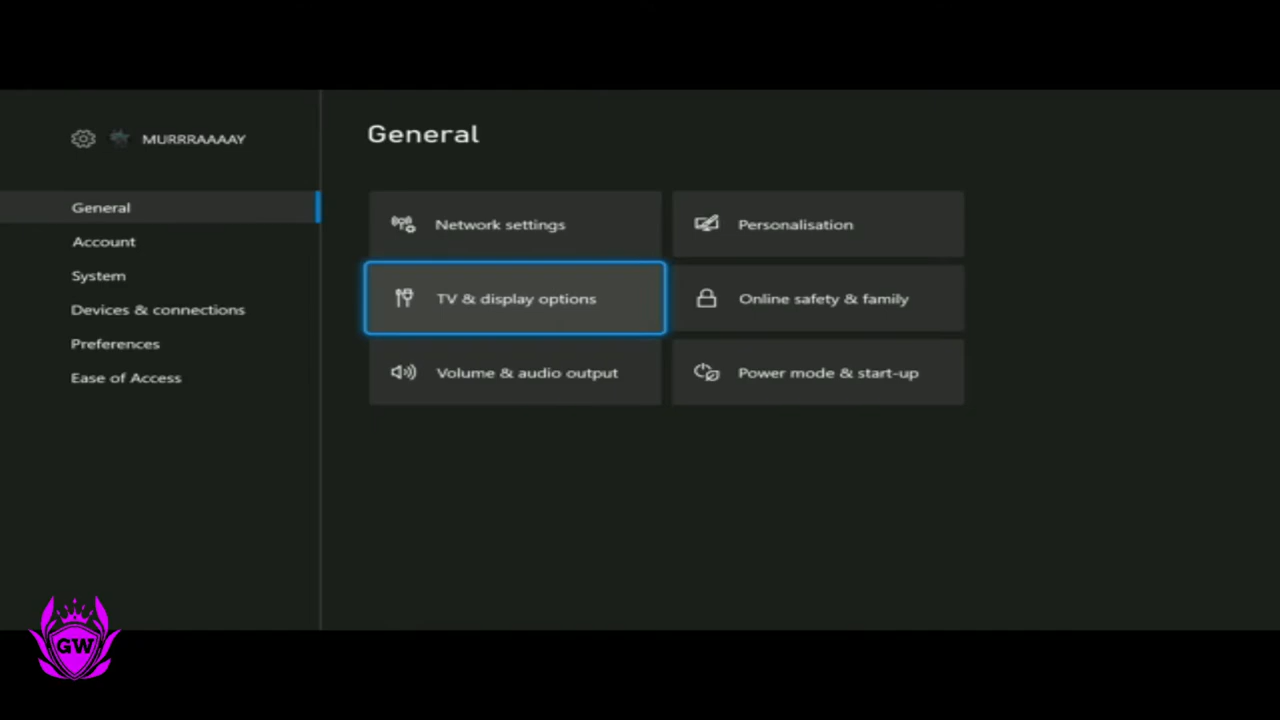 MURRRAAAAY
General
Account
System
Devices & connections
Preferences
Ease of Access
General
Network settings
Personalisation
TV & display options
Online safety & family
Volume & audio output
Power mode & start-up
GW